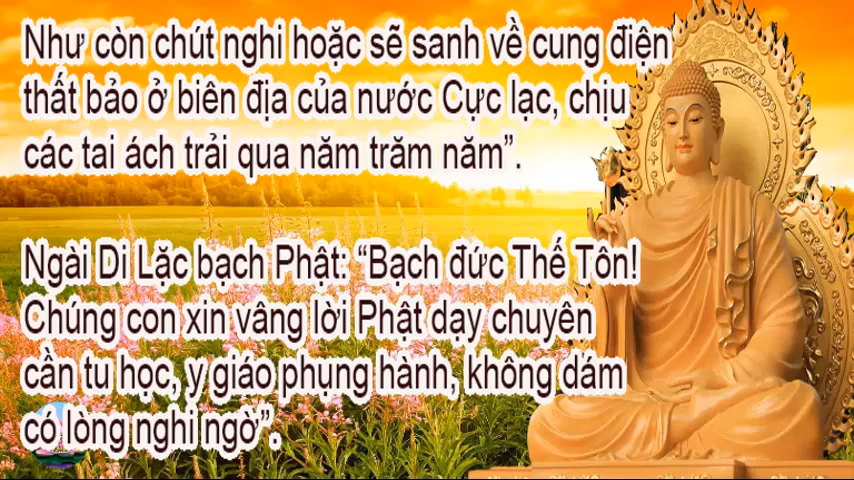 Như còn chút nghi hoặc sẽ sanh về cung điện
thất bảo ở biên địa của nước Cực lạc, chịu
các tai ách trải qua năm trăm năm”.
Ngài Di Lặc bạch Phật: “Bạch đức Thế Tôn!
Chúng con xin vâng lời Phật dạy chuyên
cần tu học, y giáo phụng hành, không dám
có lòng nghi ngờ”.